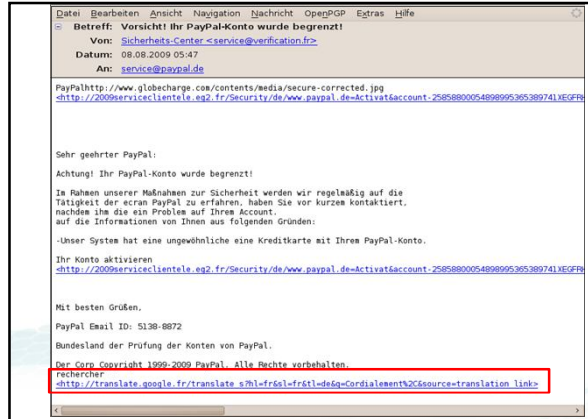 Datei Bearbeiten Ansicht Navigation Nachricht OpenPGP Extras Hilfe
Betreff: Vorsicht! Ihr PayPal-Konto wurde begrenzt!
Von: Sicherheits-Center <service@verification.fr>
Datum: 08.08.2009 05:47
An: service@paypal.de
PayPalhttp://www.globecharge.com/contents/media/secure-corrected.jpg
<http://2009serviceclientele.eg2.fr/Security/de/www.paypal.de=Activat&account-25858800054898995365389741XEGFRH
Sehr geehrter PayPal:
Achtung! Ihr PayPal-Konto wurde begrenzt!
Im Rahmen unserer Maßnahmen zur Sicherheit werden wir regelmäßig auf die
Tätigkeit der ecran PayPal zu erfahren, haben Sie vor kurzem kontaktiert,
nachdem ihm die ein Problem auf Ihrem Account.
auf die Informationen von Ihnen aus folgenden Gründen:
-Unser System hat eine ungewöhnliche eine Kreditkarte mit Ihrem PayPal-Konto.
Ihr Konto aktivieren
<http://2009serviceclientele.eg2.fr/Security/de/www.paypal.de=Activat&account-25858800054898995365389741XEGFRH
Mit besten Grüßen,
PayPal Email ID: 5138-8872
Bundesland der Prüfung der Konten von PayPal.
Der Corp Copyright 1999-2009 PayPal. Alle Rechte vorbehalten.
rechercher
<http://translate.google.fr/translate_s?hl=fr&sl=fr&tl=de&q=Cordialement%2C&source=translation_link>